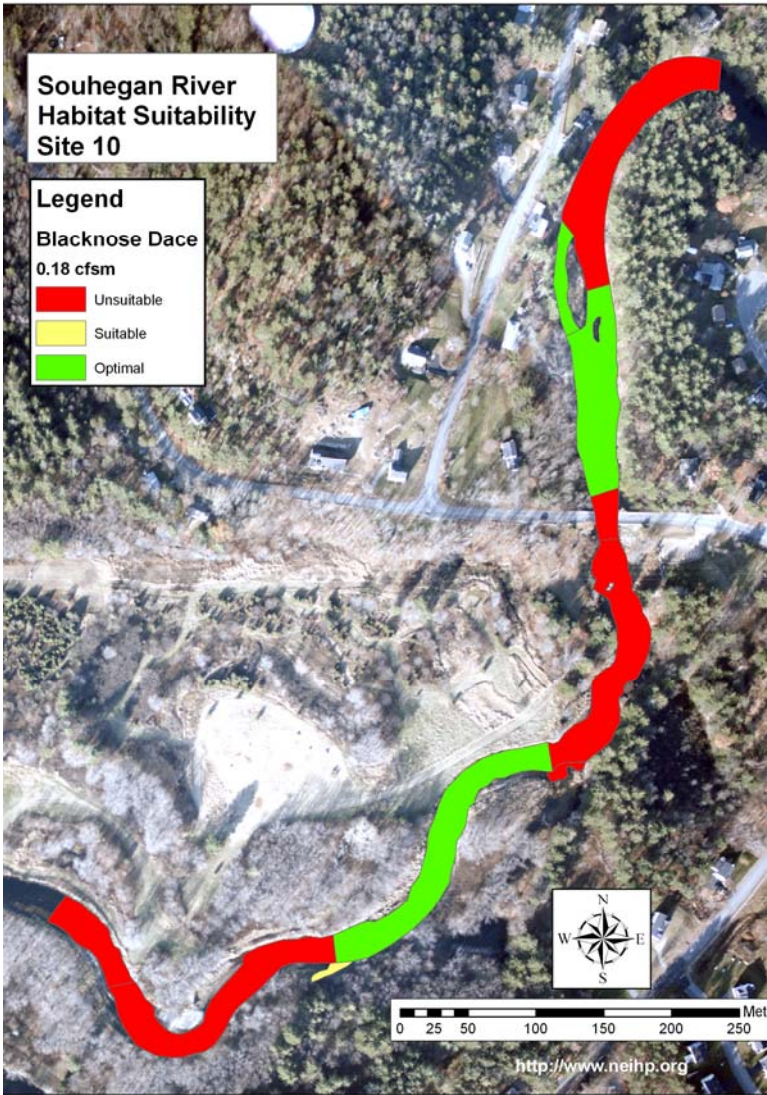 Souhegan River
Habitat Suitability
Site 10
Legend
Blacknose Dace
0.18 cfsm
Unsuitable
Suitable
Optimal
N
W E
S
Met
0 25 50 100 150 200 250
http://www.neihp.org